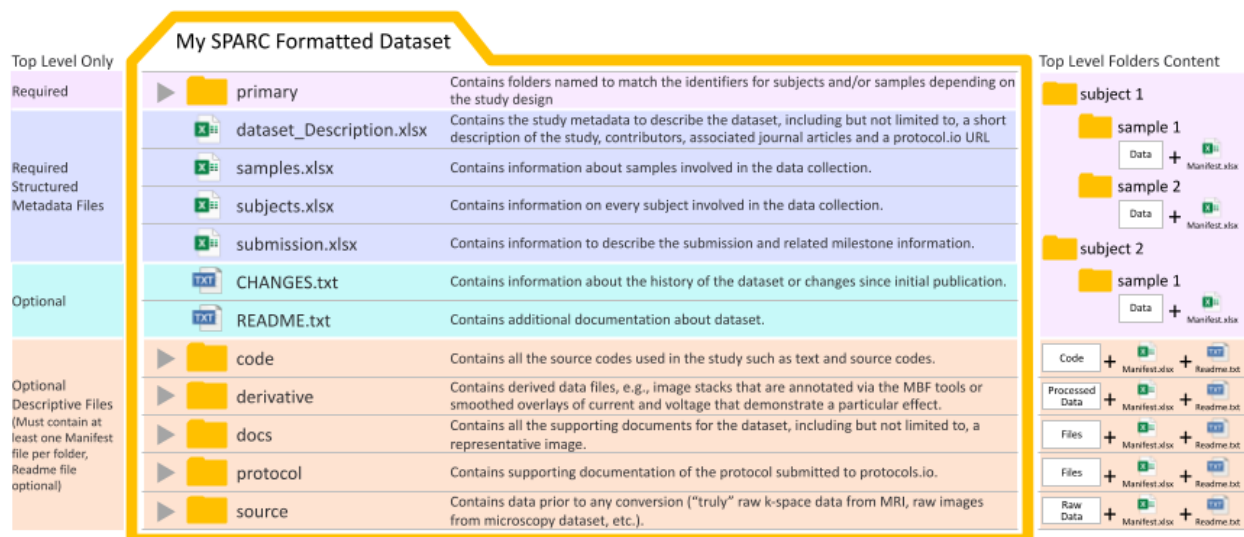 My SPARC Formatted Dataset
Top Level Only
Required
primary
Contains folders named to match the identifiers for subjects and/or samples depending on
the study design
Required
Structured
Metadata Files
dataset_Description.xlsx
Contains the study metadata to describe the dataset, including but not limited to, a short
description of the study, contributors, associated journal articles and a protocol.io URL
samples.xlsx
Contains information about samples involved in the data collection.
subjects.xlsx
Contains information on every subject involved in the data collection.
submission.xlsx
Contains information to describe the submission and related milestone information.
Optional
TXT
CHANGES.txt
Contains information about the history of the dataset or changes since initial publication.
TXT
README.txt
Contains additional documentation about dataset.
Optional
Descriptive Files
(Must contain at
least one Manifest
file per folder,
Readme file
optional)
code
Contains all the source codes used in the study such as text and source codes.
derivative
Contains derived data files, e.g., image stacks that are annotated via the MBF tools or
smoothed overlays of current and voltage that demonstrate a particular effect.
docs
Contains all the supporting documents for the dataset, including but not limited to, a
representative image.
protocol
Contains supporting documentation of the protocol submitted to protocols.io.
source
Contains data prior to any conversion (“truly” raw k-space data from MRI, raw images
from microscopy dataset, etc.).
Top Level Folders Content
subject 1
sample 1
Data + Manifest.xlsx
sample 2
Data + Manifest.xlsx
subject 2
sample 1
Data + Manifest.xlsx
Code + Manifest.xlsx + Readme.txt
Processed
Data + Manifest.xlsx + Readme.txt
Files + Manifest.xlsx + Readme.txt
Files + Manifest.xlsx + Readme.txt
Raw
Data + Manifest.xlsx + Readme.txt